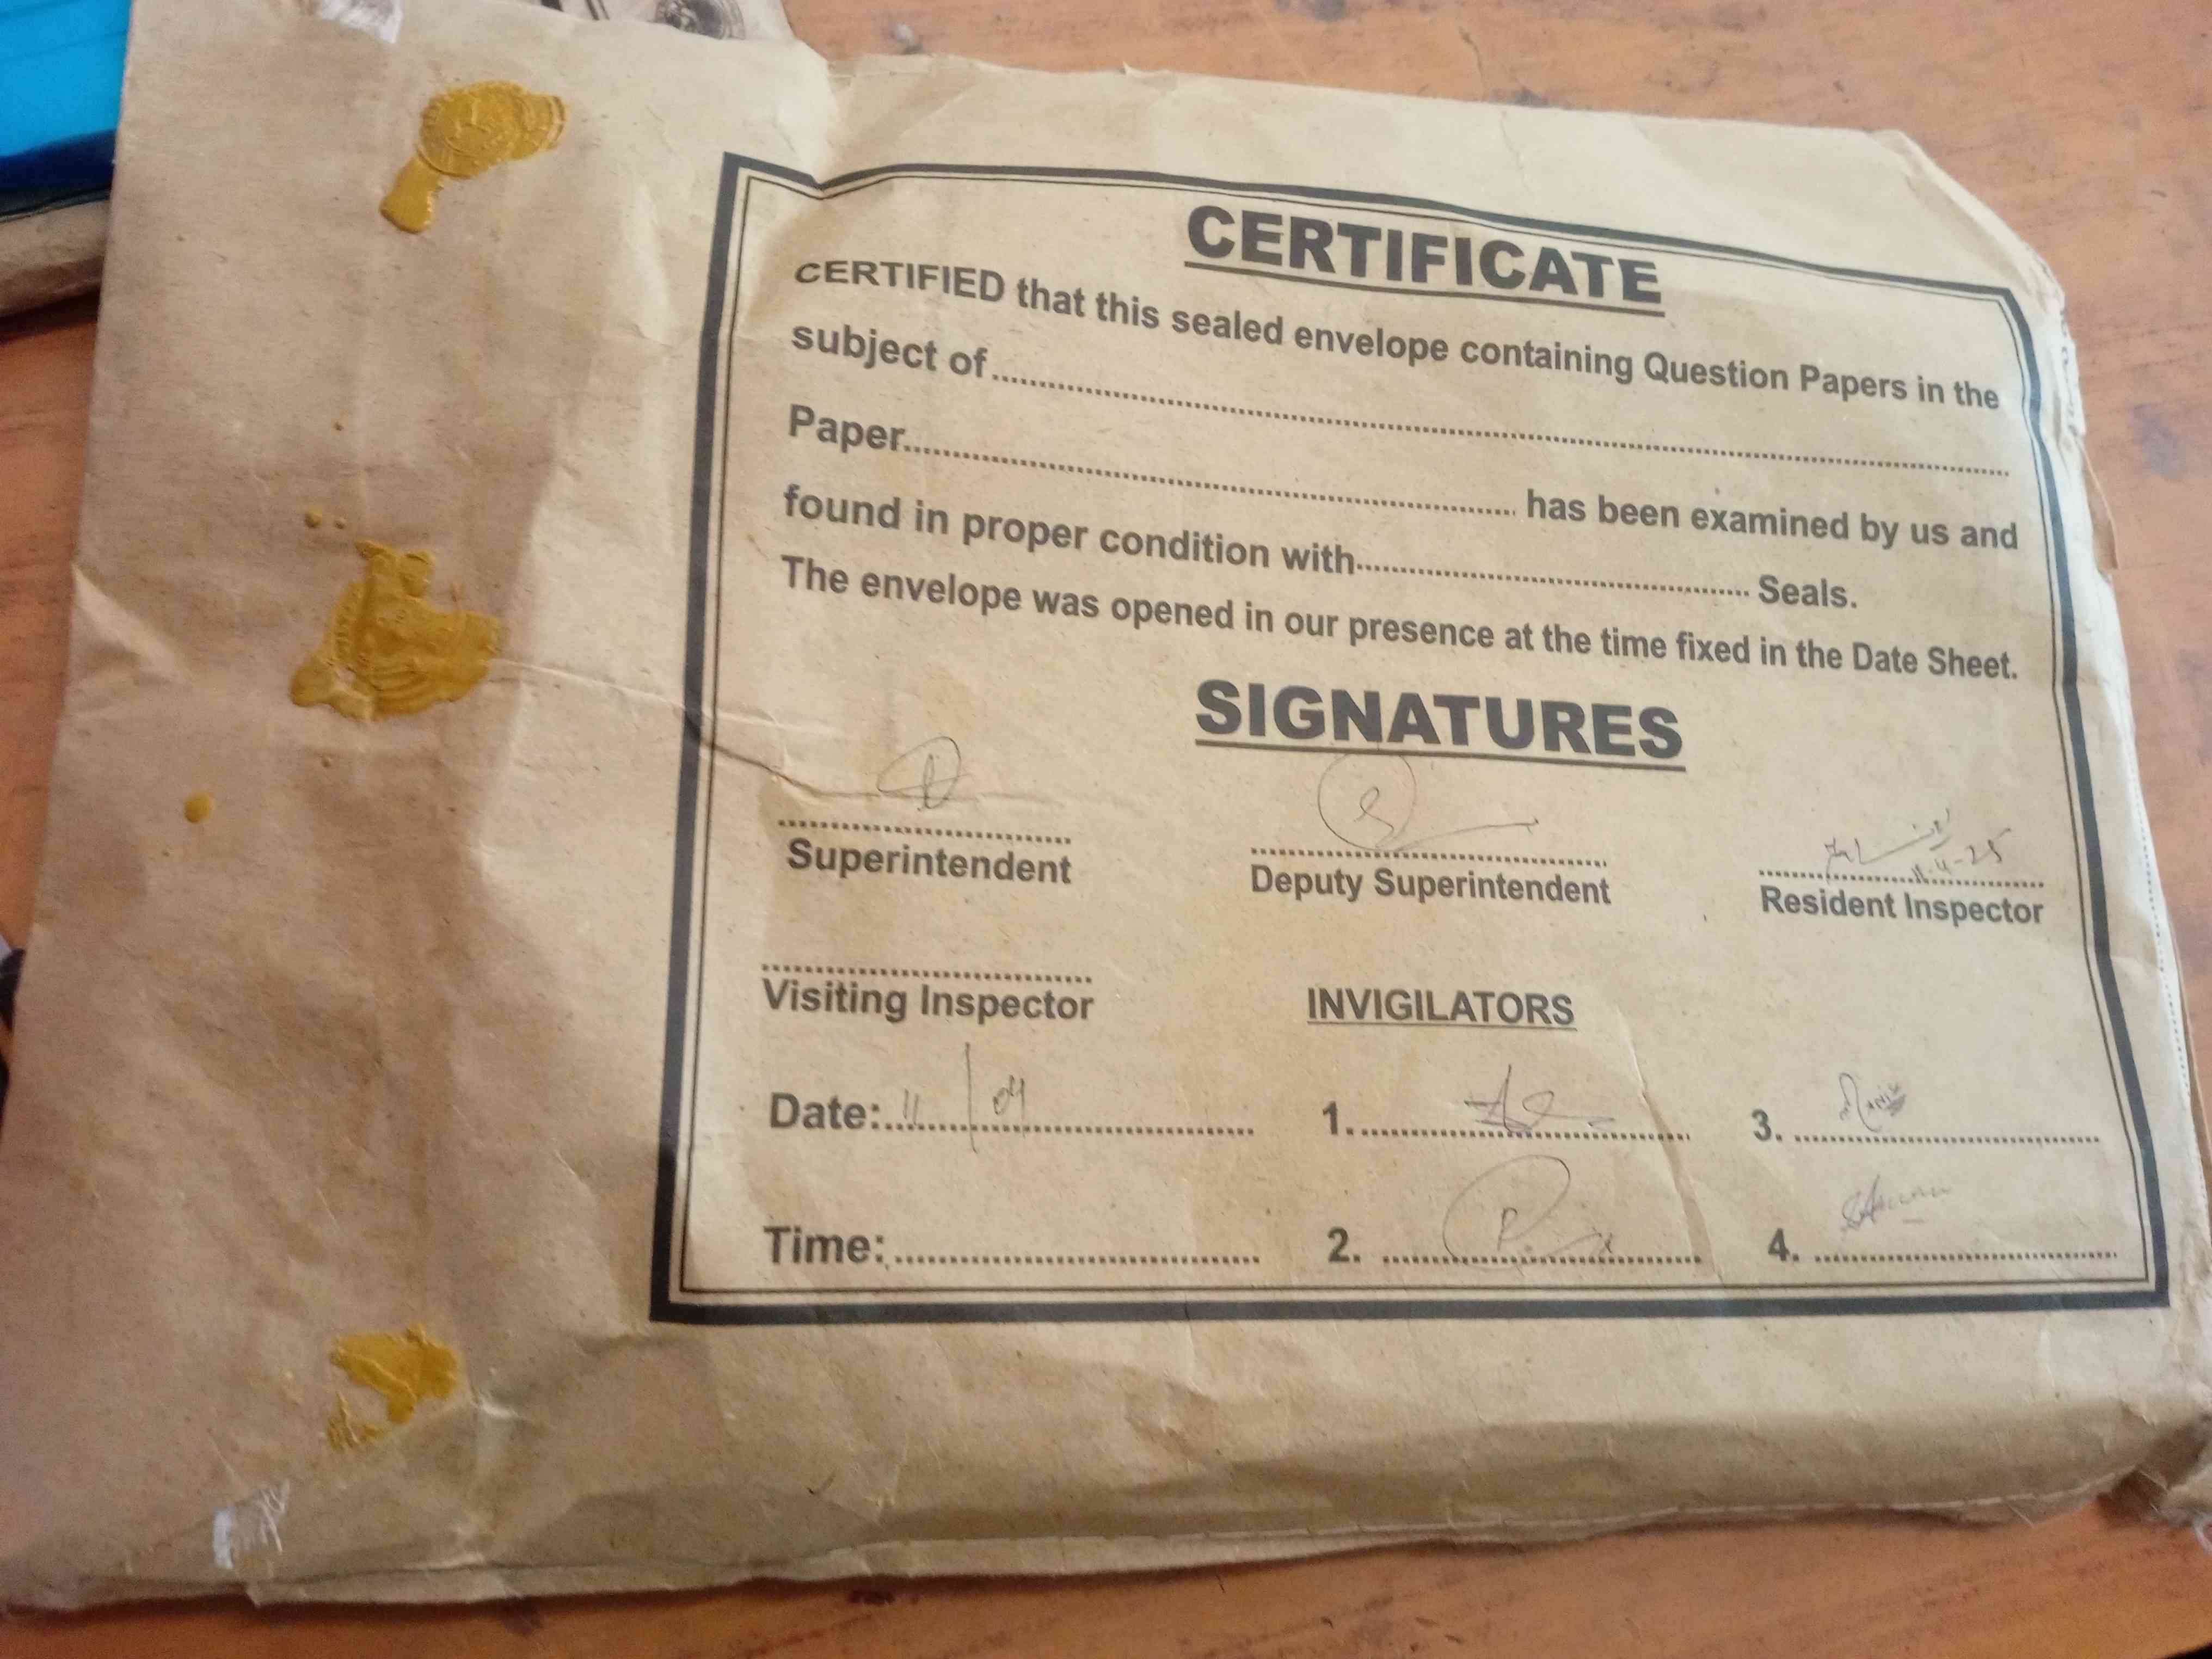 CERTIFICATE
CERTIFIED that this sealed envelope containing Question Papers in the
subject of........................................
Paper........................................ has been examined by us and
found in proper condition with.............................. Seals.
The envelope was opened in our presence at the time fixed in the Date Sheet.
SIGNATURES
11-4-25
Superintendent Deputy Superintendent Resident Inspector
Visiting Inspector INVIGILATORS
Date: 11/04 1. 3.
Time: 2. 4.